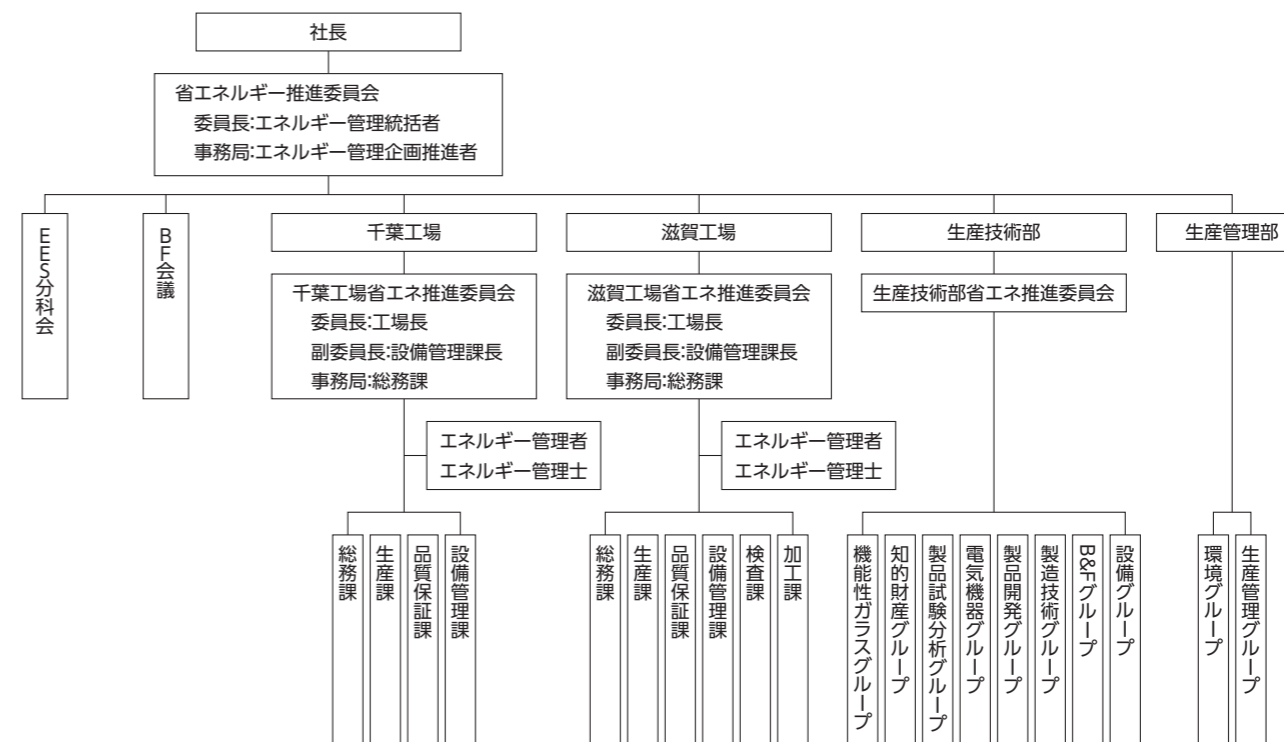 社長
省エネルギー推進委員会
委員長:エネルギー管理統括者
事務局:エネルギー管理企画推進者
EES分科会
BF会議
千葉工場
千葉工場省エネ推進委員会
委員長:工場長
副委員長:設備管理課長
事務局:総務課
エネルギー管理者
エネルギー管理士
総務課
生産課
品質保証課
設備管理課
滋賀工場
滋賀工場省エネ推進委員会
委員長:工場長
副委員長:設備管理課長
事務局:総務課
エネルギー管理者
エネルギー管理士
総務課
生産課
品質保証課
設備管理課
検査課
加工課
生産技術部
生産技術部省エネ推進委員会
機能性ガラスグループ
知的財産グループ
製品試験分析グループ
電気機器グループ
製品開発グループ
製造技術グループ
B&Fグループ
設備グループ
生産管理部
環境グループ
生産管理グループ